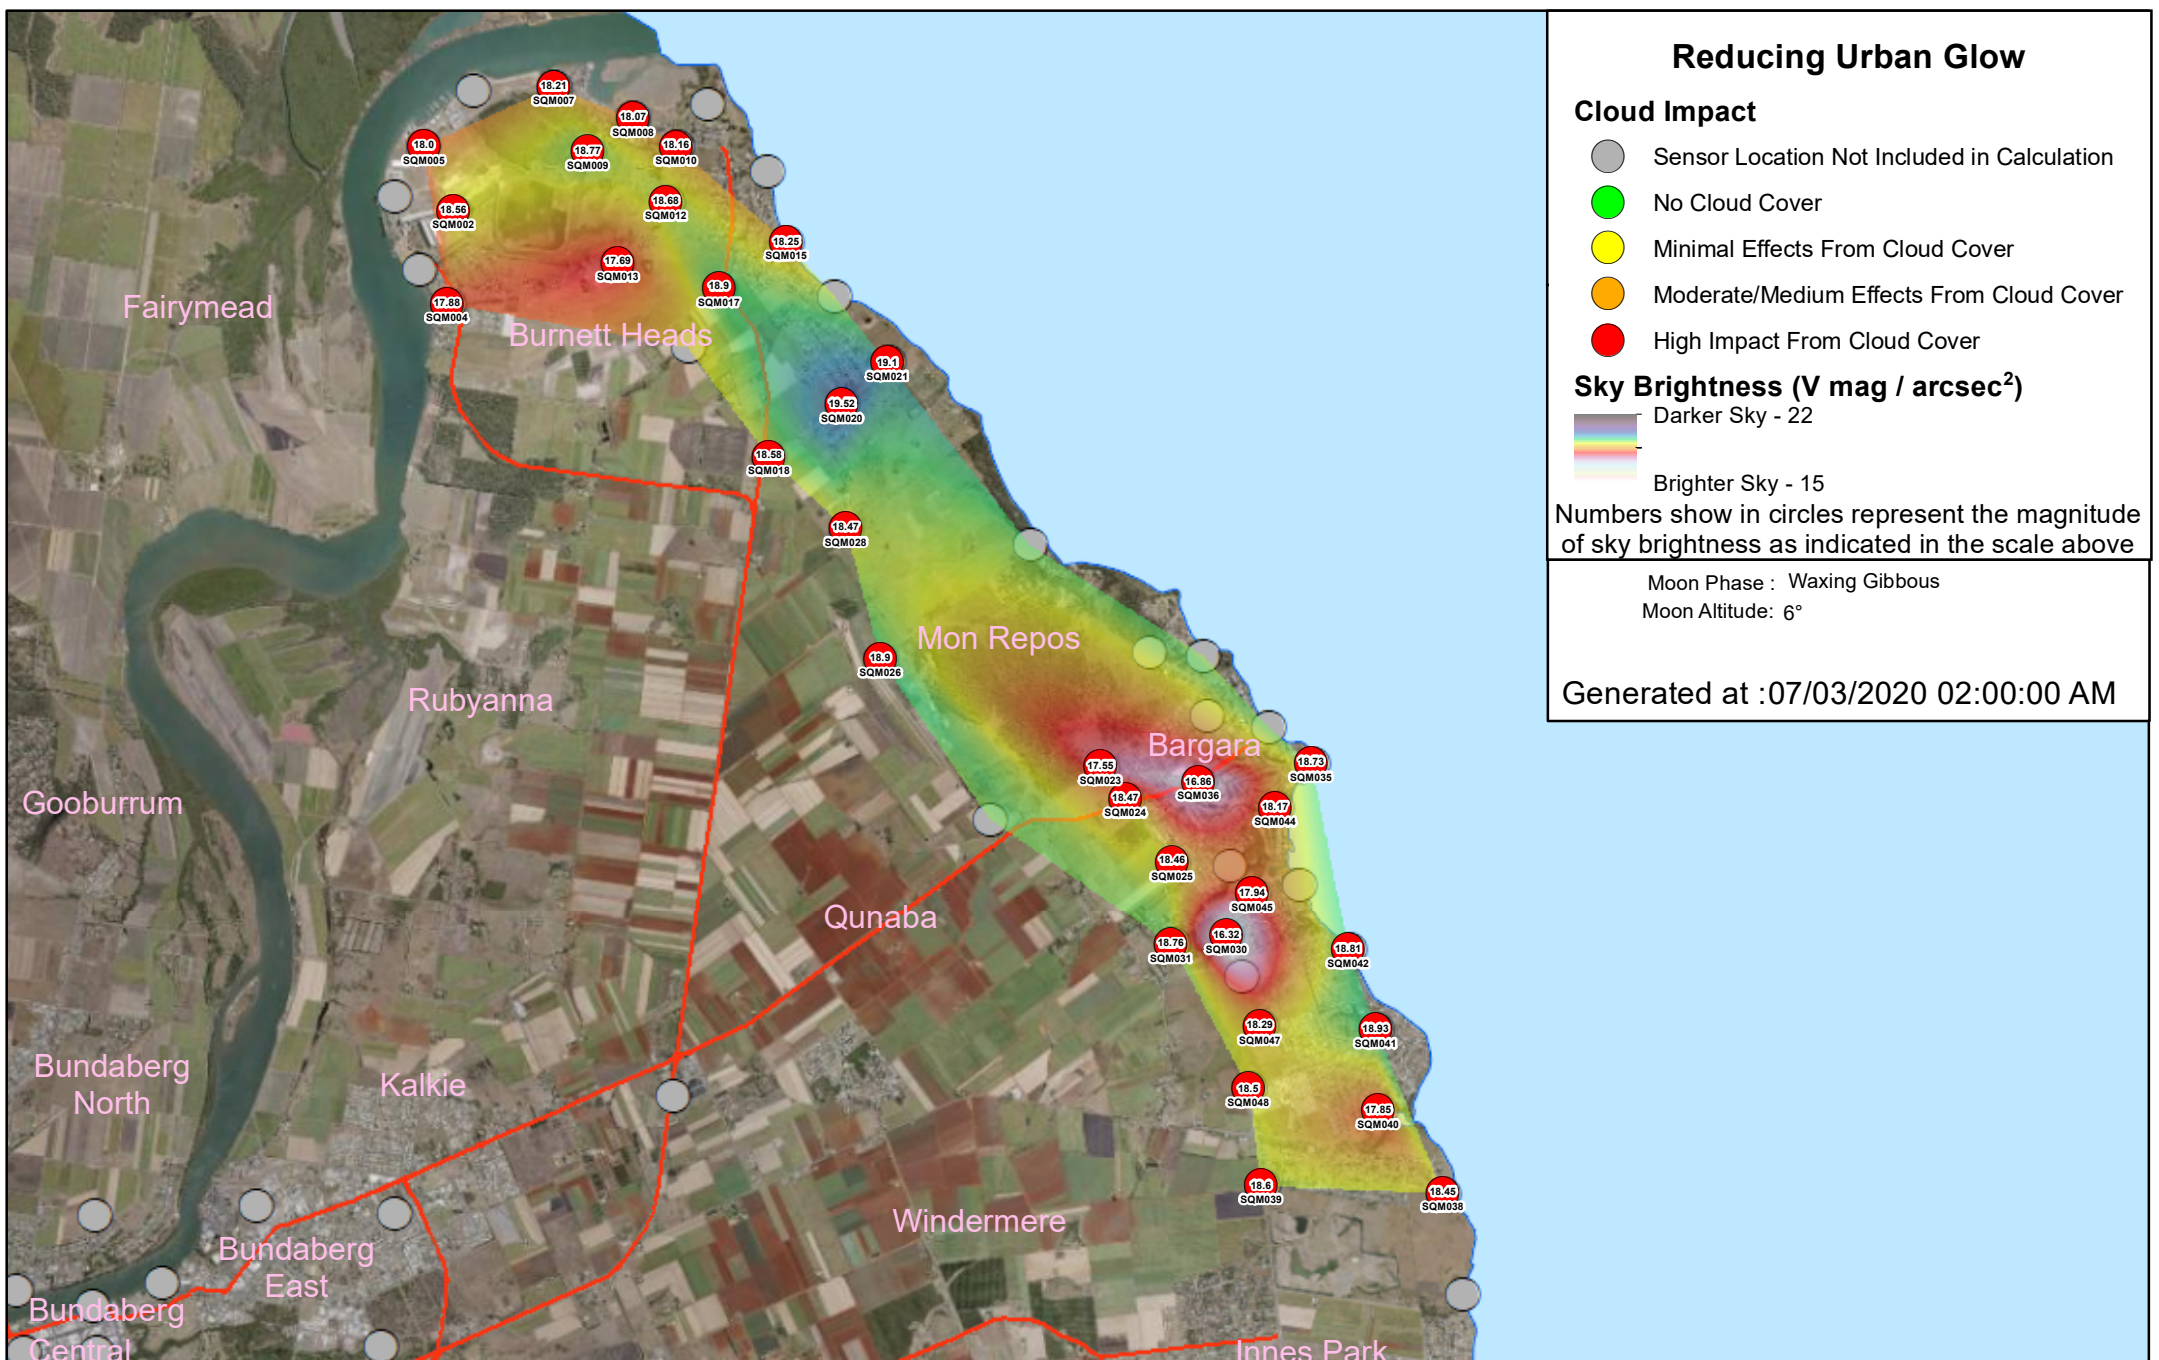 Reducing Urban Glow
Cloud Impact
Sensor Location Not Included in Calculation
No Cloud Cover
Minimal Effects From Cloud Cover
Moderate/Medium Effects From Cloud Cover
High Impact From Cloud Cover
Sky Brightness (V mag / arcsec²)
Darker Sky - 22
Brighter Sky - 15
Numbers show in circles represent the magnitude
of sky brightness as indicated in the scale above
Moon Phase : Waxing Gibbous
Moon Altitude: 6°
Generated at :07/03/2020 02:00:00 AM
18.21
SQM007
18.07
SQM008
18.0
SQM005
18.77
SQM009
18.16
SQM010
18.56
SQM002
18.68
SQM012
18.25
SQM015
17.69
SQM013
18.9
SQM017
17.88
SQM004
Fairymead
Burnett Heads
19.1
SQM021
19.52
SQM020
18.58
SQM018
18.47
SQM028
Mon Repos
18.9
SQM026
Rubyanna
Bargara
17.55
SQM023
16.86
SQM036
18.73
SQM035
18.47
SQM024
18.17
SQM044
Gooburrum
18.46
SQM025
17.94
SQM045
Qunaba
16.32
SQM030
18.76
SQM031
18.81
SQM042
18.29
SQM047
18.93
SQM041
Bundaberg
North
Kalkie
18.5
SQM048
17.85
SQM040
18.6
SQM039
18.45
SQM038
Windermere
Bundaberg
East
Bundaberg
Central
Innes Park